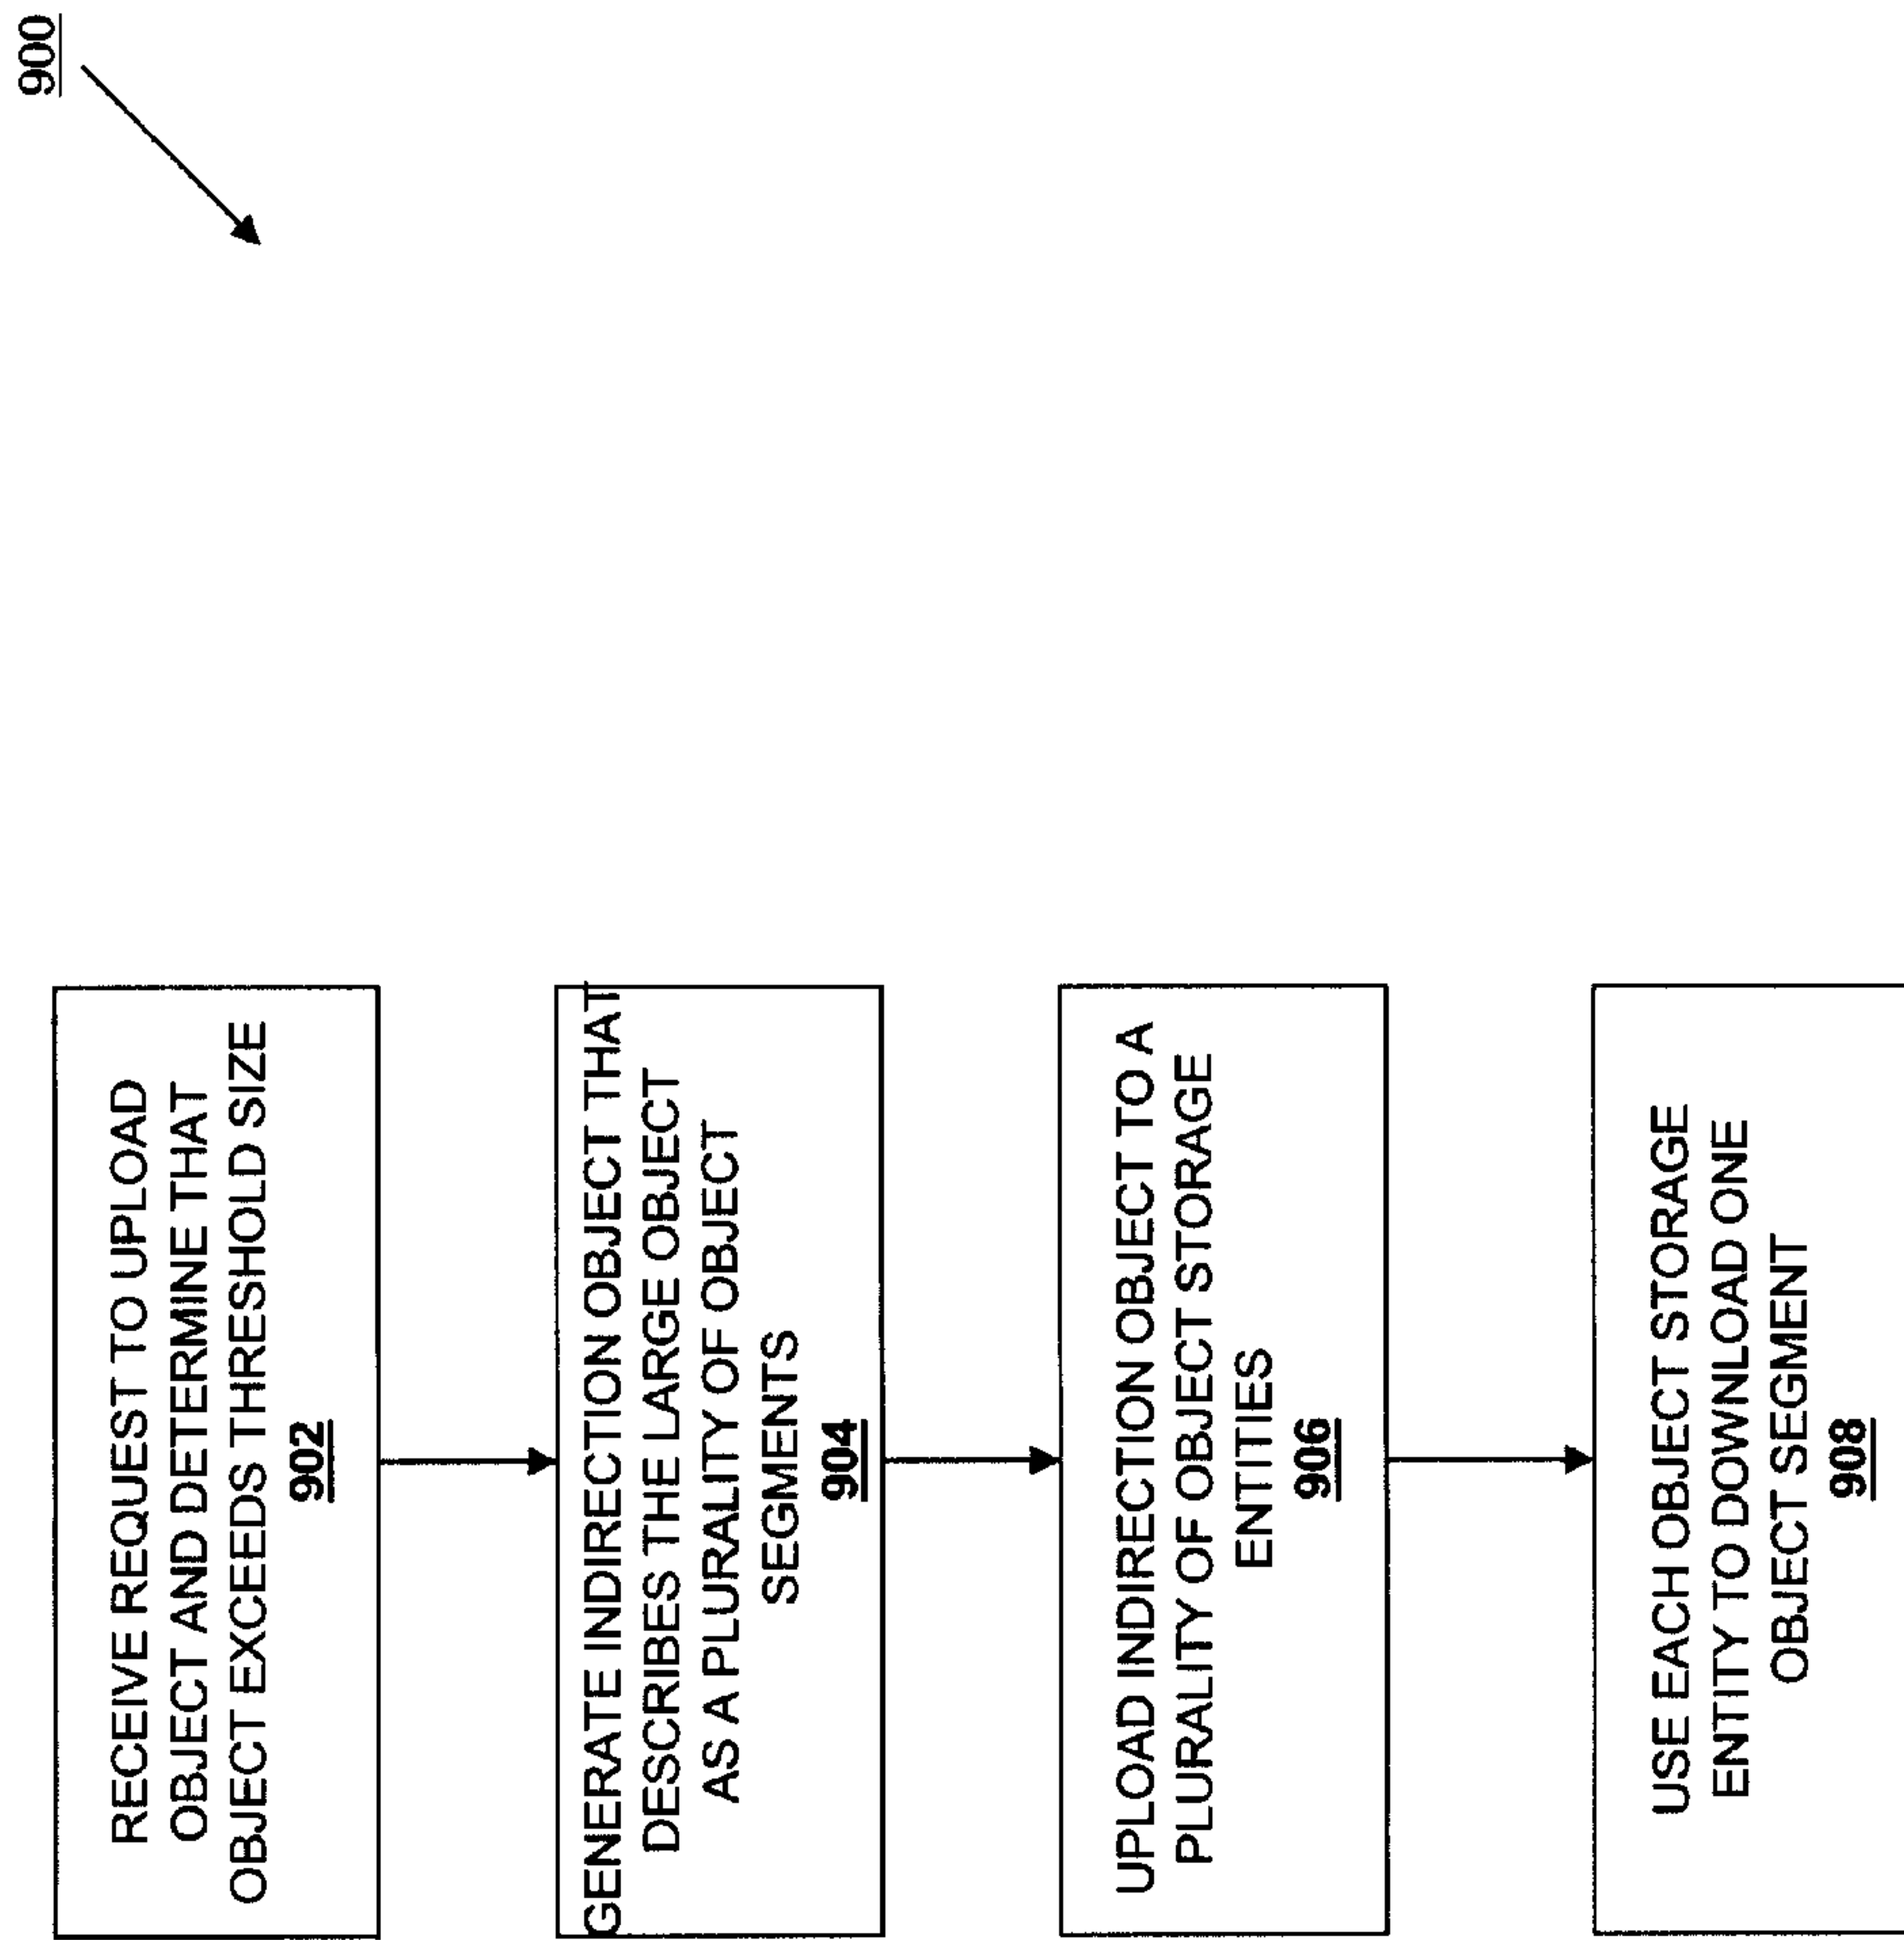 900
RECEIVE REQUEST TO UPLOAD
OBJECT AND DETERMINE THAT
OBJECT EXCEEDS THRESHOLD SIZE
902
GENERATE INDIRECTION OBJECT THAT
DESCRIBES THE LARGE OBJECT
AS A PLURALITY OF OBJECT
SEGMENTS
904
UPLOAD INDIRECTION OBJECT TO A
PLURALITY OF OBJECT STORAGE
ENTITIES
906
USE EACH OBJECT STORAGE
ENTITY TO DOWNLOAD ONE
OBJECT SEGMENT
908